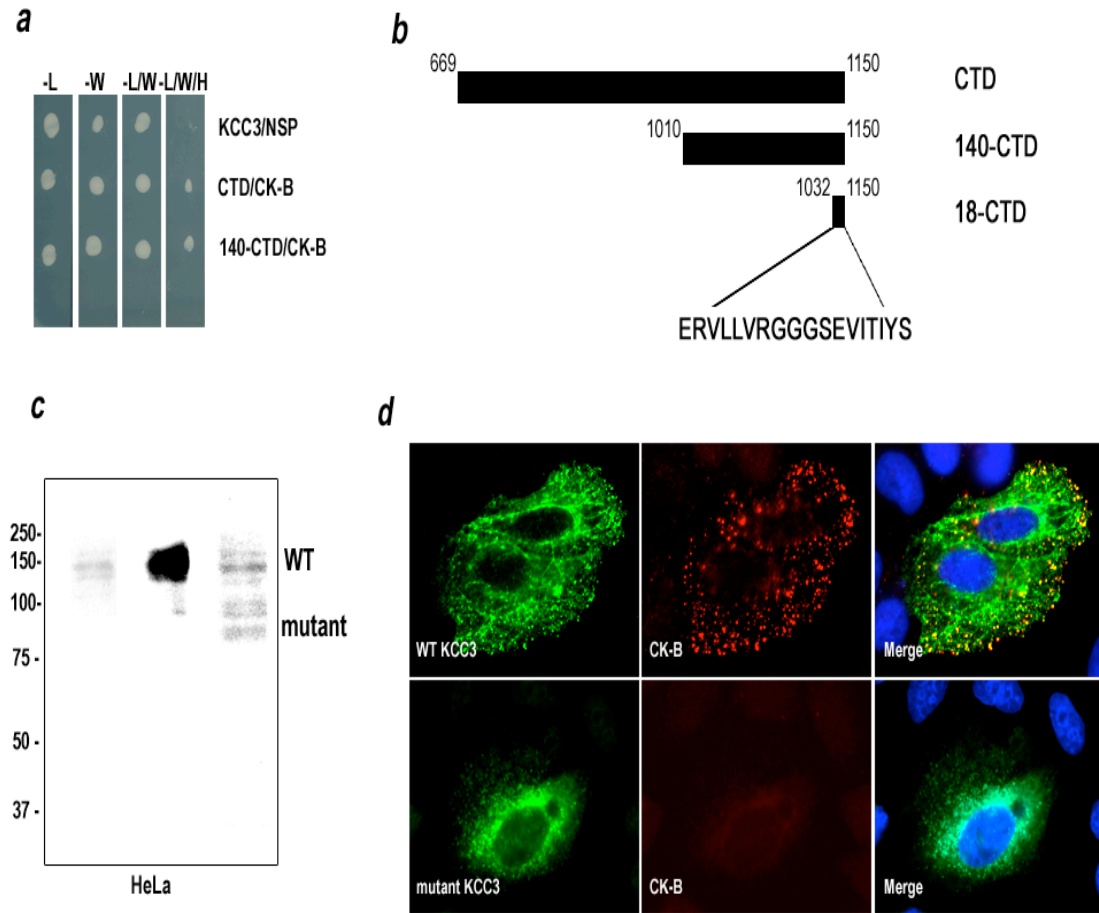 a
-L -W -L/W -L/W/H
KCC3/NSP
CTD/CK-B
140-CTD/CK-B
b
669 1150 CTD
1010 1150 140-CTD
1032 1150 18-CTD
ERVLLVRGGGSEVITIYS
c
250-
150-
100-
75 -
50 -
37 -
WT
mutant
HeLa
d
WT KCC3 CK-B Merge
mutant KCC3 CK-B Merge